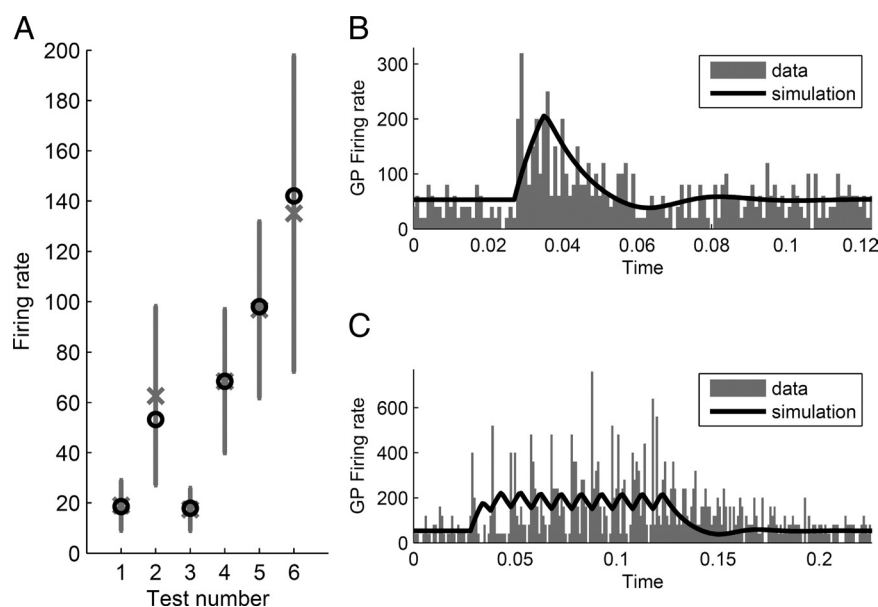 A
200
180
160
140
120
100
80
60
40
20
0
Firing rate
1 2 3 4 5 6
Test number
B
300
200
100
0
GP Firing rate
data
simulation
0 0.02 0.04 0.06 0.08 0.1 0.12
Time
C
600
400
200
0
GP Firing rate
data
simulation
0 0.05 0.1 0.15 0.2
Time